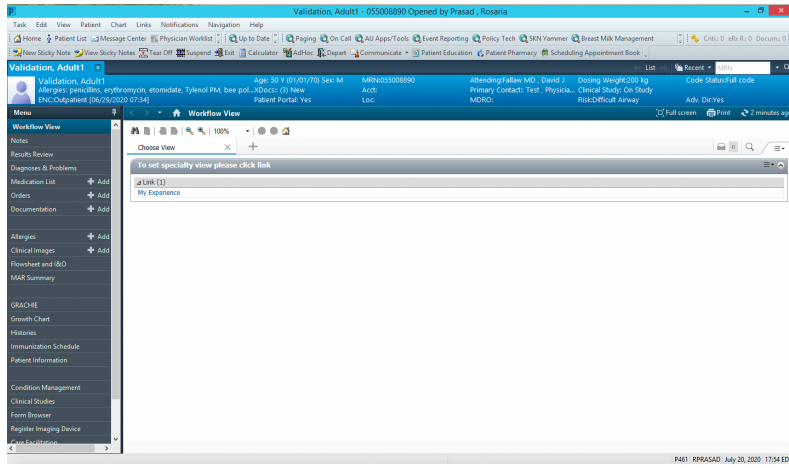 P Validation, Adult1 - 055008890 Opened by Prasad , Rosaria
Task Edit View Patient Chart Links Notifications Navigation Help
Home Patient List Message Center Physician Worklist Up to Date Paging On Call AU Apps/Tools Event Reporting Policy Tech SKN Yammer Breast Milk Management Critic: 0 Docum: 0
New Sticky Note View Sticky Notes Tear Off Suspend Exit Calculator AdHoc Depart Communicate Patient Education Patient Pharmacy Scheduling Appointment Book
Validation, Adult1 List Recent MRN
Validation, Adult1 Age: 50 Y (01/01/70) Sex: M MRN:055008890 Attending:Fallaw MD , David J Dosing Weight:200 kg Code Status:Full code
Allergies: penicillins, erythromycin, etomidate, Tylenol PM, bee pol... XDocs: (3) New Acct: Primary Contact: Test , Physicia... Clinical Study: On Study
ENC:Outpatient [06/29/2020 07:34] Patient Portal: Yes Loc: MDRO: Risk:Difficult Airway Adv. Dir:Yes
Menu Workflow View Full screen Print 2 minutes ago
Workflow View
100%
Notes
Choose View
Results Review
Diagnoses & Problems
To set specialty view please click link
Medication List Add
Link (1)
Orders Add
My Experience
Documentation Add
Allergies Add
Clinical Images Add
Flowsheet and I&O
MAR Summary
GRACHIE
Growth Chart
Histories
Immunization Schedule
Patient Information
Condition Management
Clinical Studies
Form Browser
Register Imaging Device
Care Facilitation
P461 RPRASAD July 20, 2020 17:54 ED